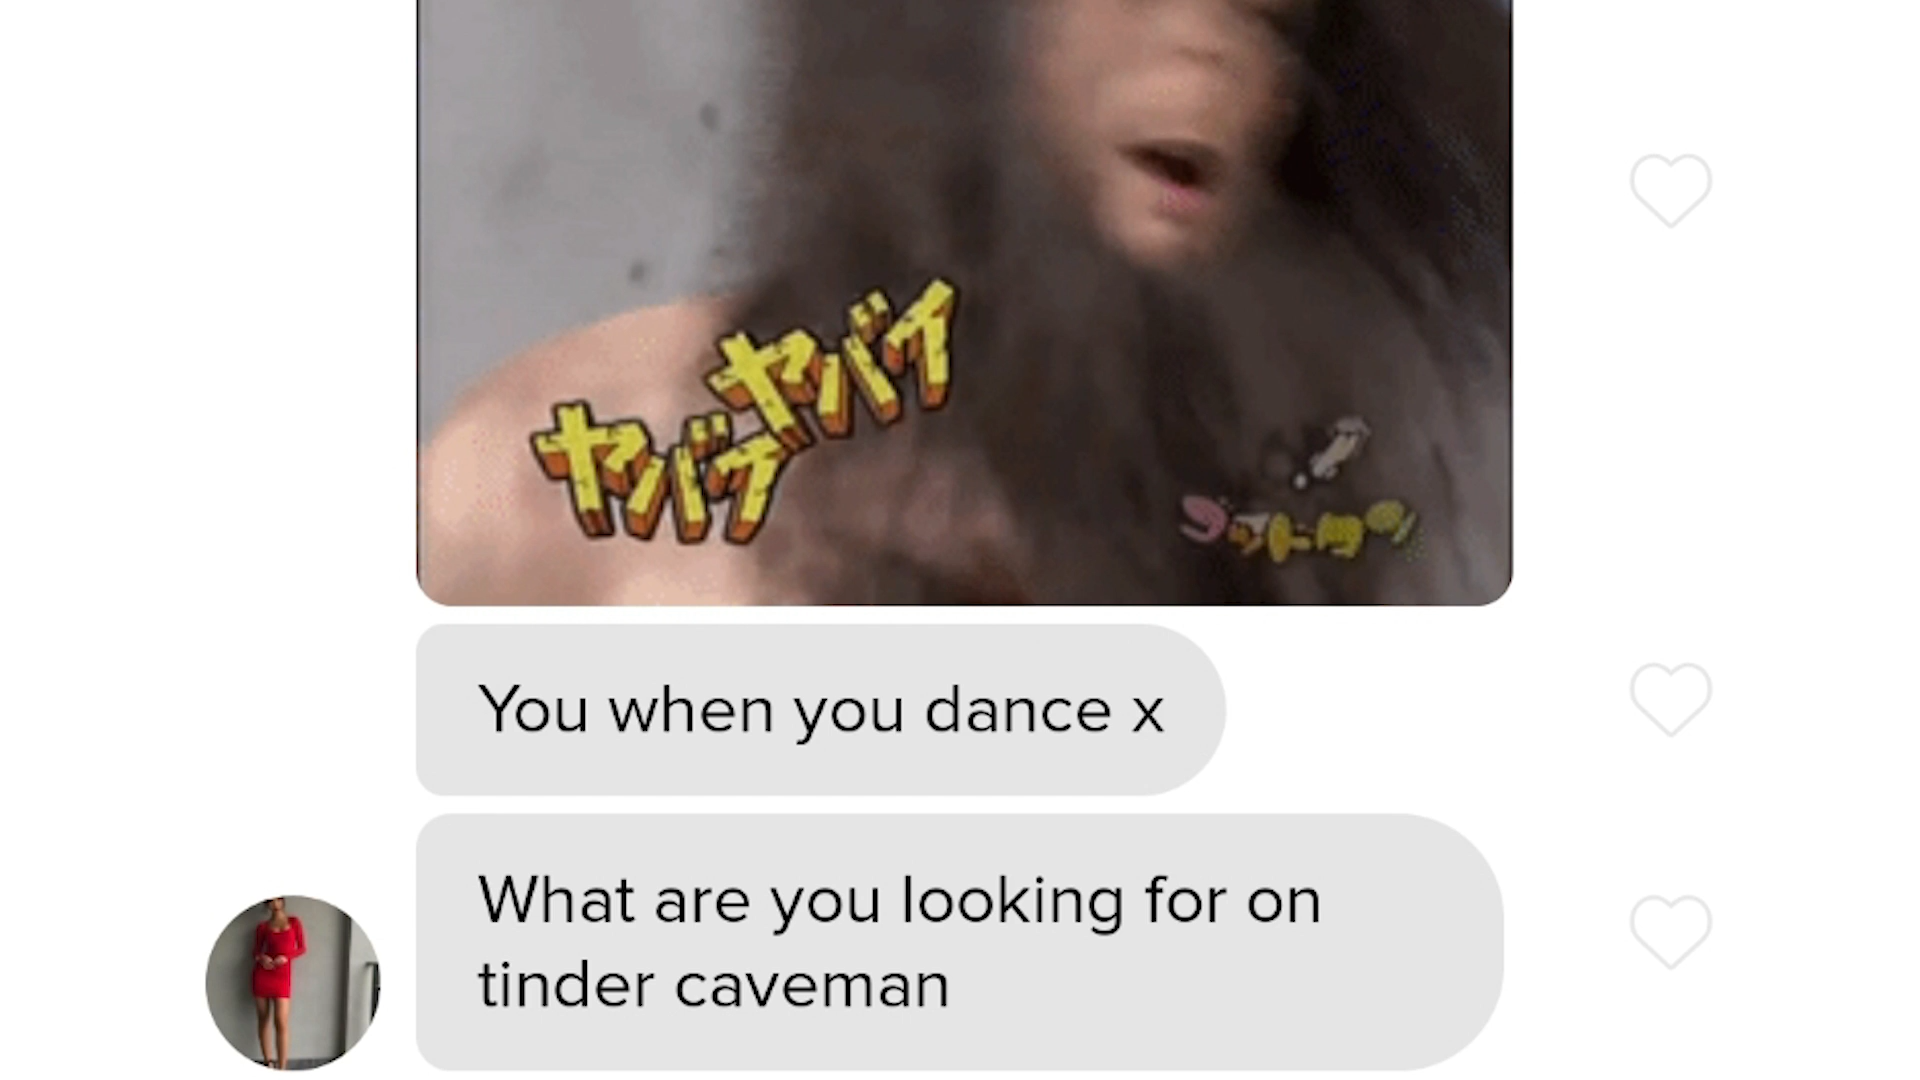 ヤバイ
ヤバイ
You when you dance x
What are you looking for on
tinder caveman